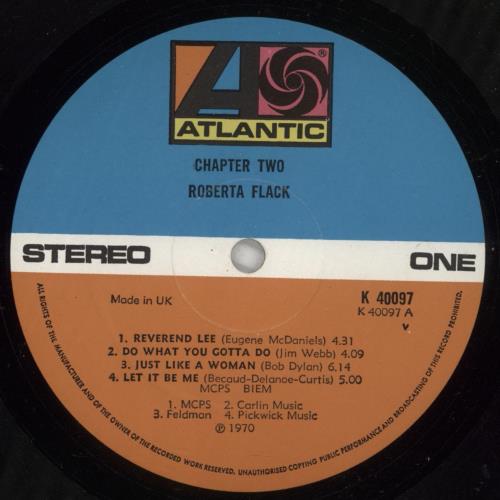 ®
ATLANTIC
CHAPTER TWO
ROBERTA FLACK
STEREO ONE
Made in UK K 40097
K 40097 A
v.
1. REVEREND LEE (Eugene McDaniels) 4.31
2. DO WHAT YOU GOTTA DO (Jim Webb) 4.09
3. JUST LIKE A WOMAN (Bob Dylan) 6.14
4. LET IT BE ME (Becaud-Delanoe-Curtis) 5.00
MCPS BIEM
1. MCPS 2. Carlin Music
3. Feldman 4. Pickwick Music
℗ 1970
ALL RIGHTS OF THE MANUFACTURER AND OF THE OWNER OF THE RECORDED WORK RESERVED. UNAUTHORISED COPYING PUBLIC PERFORMANCE AND BROADCASTING OF THIS RECORD PROHIBITED.